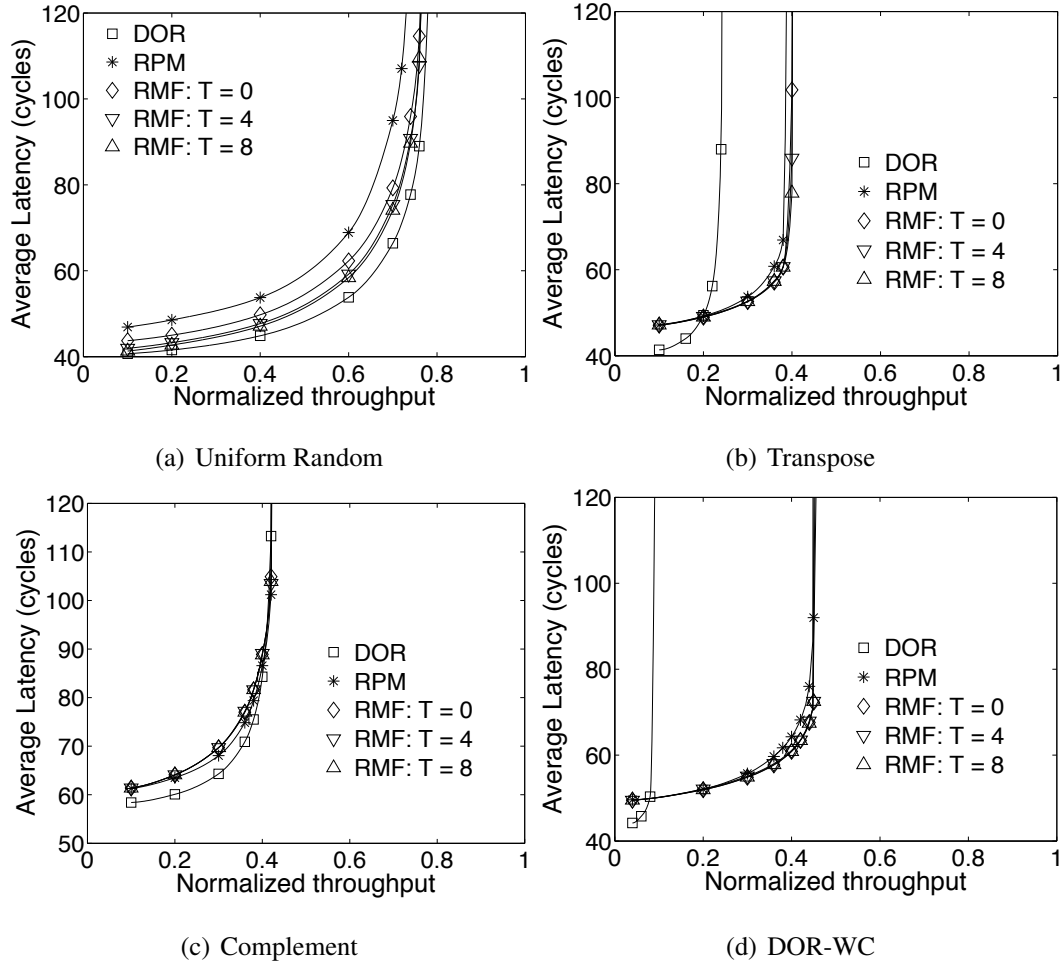 120
100
80
60
40
0 0.2 0.4 0.6 0.8 1
Average Latency (cycles)
Normalized throughput
DOR
RPM
RMF: T = 0
RMF: T = 4
RMF: T = 8
(a) Uniform Random
120
100
80
60
40
0 0.2 0.4 0.6 0.8 1
Average Latency (cycles)
Normalized throughput
DOR
RPM
RMF: T = 0
RMF: T = 4
RMF: T = 8
(b) Transpose
120
110
100
90
80
70
60
50
0 0.2 0.4 0.6 0.8 1
Average Latency (cycles)
Normalized throughput
DOR
RPM
RMF: T = 0
RMF: T = 4
RMF: T = 8
(c) Complement
120
100
80
60
40
0 0.2 0.4 0.6 0.8 1
Average Latency (cycles)
Normalized throughput
DOR
RPM
RMF: T = 0
RMF: T = 4
RMF: T = 8
(d) DOR-WC